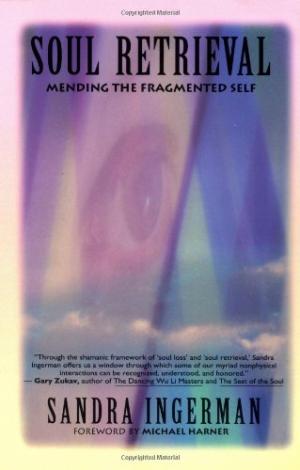 Copyrighted Material
SOUL RETRIEVAL
MENDING THE FRAGMENTED SELF
"Through the shamanic framework of 'soul loss' and 'soul retrieval,' Sandra
Ingerman offers us a window through which some of our myriad nonphysical
interactions can be recognized, understood, and honored."
— Gary Zukav, author of The Dancing Wu Li Masters and The Seat of the Soul
SANDRA INGERMAN
FOREWORD BY MICHAEL HARNER
Copyrighted Material